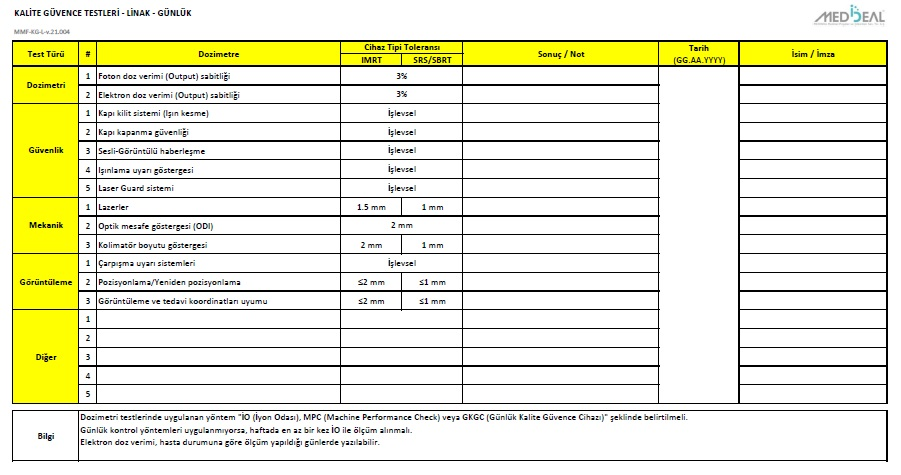 KALİTE GÜVENCE TESTLERİ - LİNAK - GÜNLÜK
MMF-KG-L-v.21.004
MEDİDEAL
Test Türü # Dozimetre Cihaz Tipi Toleransı Sonuç / Not Tarih (GG.AA.YYYY) İsim / İmza
IMRT SRS/SBRT
Dozimetri
1 Foton doz verimi (Output) sabitliği 3%
2 Elektron doz verimi (Output) sabitliği 3%
Güvenlik
1 Kapı kilit sistemi (Işın kesme) İşlevsel
2 Kapı kapanma güvenliği İşlevsel
3 Sesli-Görüntülü haberleşme İşlevsel
4 Işınlama uyarı göstergesi İşlevsel
5 Laser Guard sistemi İşlevsel
Mekanik
1 Lazerler 1.5 mm 1 mm
2 Optik mesafe göstergesi (ODI) 2 mm
3 Kolimatör boyutu göstergesi 2 mm 1 mm
Görüntüleme
1 Çarpışma uyarı sistemleri İşlevsel
2 Pozisyonlama/Yeniden pozisyonlama ≤2 mm ≤1 mm
3 Görüntüleme ve tedavi koordinatları uyumu ≤2 mm ≤1 mm
Diğer
1
2
3
4
5
Bilgi
Dozimetri testlerinde uygulanan yöntem "İO (İyon Odası), MPC (Machine Performance Check) veya GKGC (Günlük Kalite Güvence Cihazı)" şeklinde belirtilmeli.
Günlük kontrol yöntemleri uygulanmıyorsa, haftada en az bir kez İO ile ölçüm alınmalı.
Elektron doz verimi, hasta durumuna göre ölçüm yapıldığı günlerde yazılabilir.